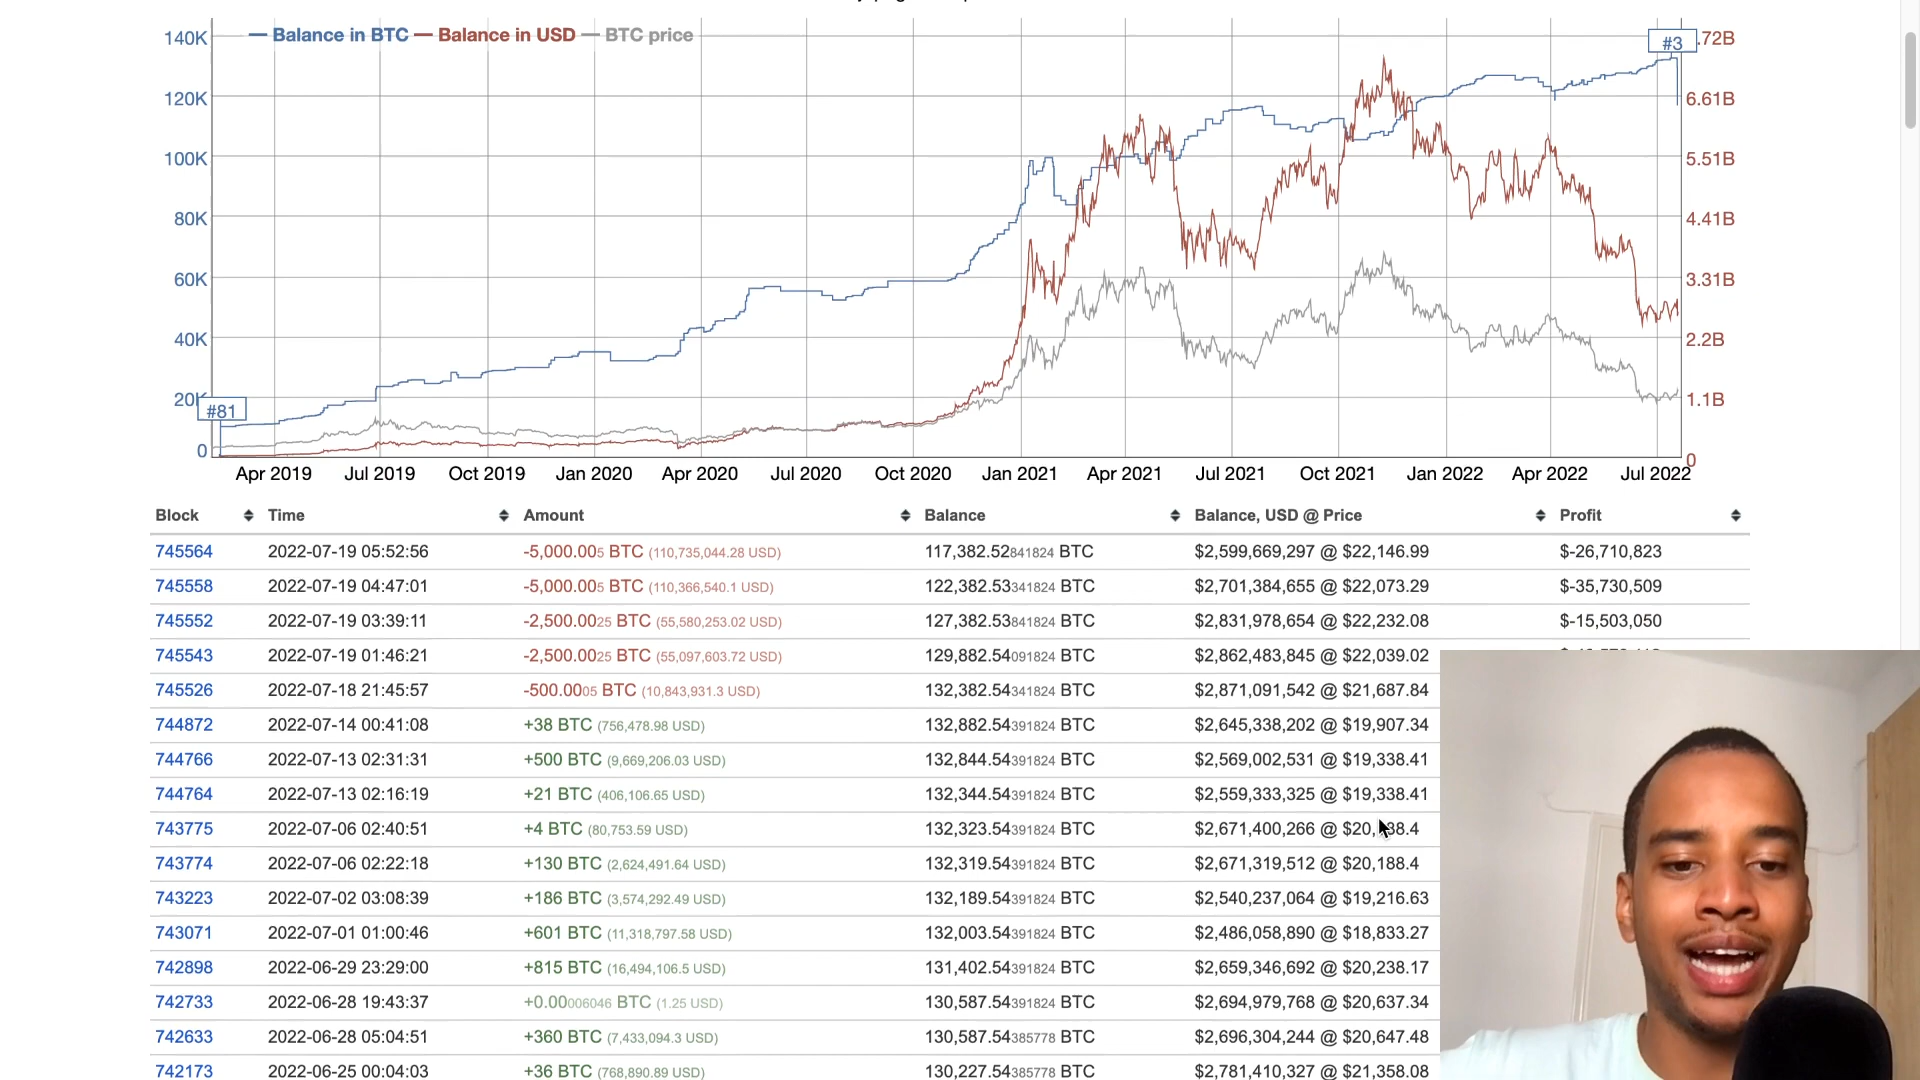 Balance in BTC Balance in USD BTC price
140K #3 .72B
120K 6.61B
100K 5.51B
80K 4.41B
60K 3.31B
40K 2.2B
20K #81 1.1B
0 0
Apr 2019 Jul 2019 Oct 2019 Jan 2020 Apr 2020 Jul 2020 Oct 2020 Jan 2021 Apr 2021 Jul 2021 Oct 2021 Jan 2022 Apr 2022 Jul 2022
Block Time Amount Balance Balance, USD @ Price Profit
745564 2022-07-19 05:52:56 -5,000.005 BTC (110,735,044.28 USD) 117,382.52841824 BTC $2,599,669,297 @ $22,146.99 $-26,710,823
745558 2022-07-19 04:47:01 -5,000.005 BTC (110,366,540.1 USD) 122,382.53341824 BTC $2,701,384,655 @ $22,073.29 $-35,730,509
745552 2022-07-19 03:39:11 -2,500.0025 BTC (55,580,253.02 USD) 127,382.53841824 BTC $2,831,978,654 @ $22,232.08 $-15,503,050
745543 2022-07-19 01:46:21 -2,500.0025 BTC (55,097,603.72 USD) 129,882.54091824 BTC $2,862,483,845 @ $22,039.02
745526 2022-07-18 21:45:57 -500.0005 BTC (10,843,931.3 USD) 132,382.54341824 BTC $2,871,091,542 @ $21,687.84
744872 2022-07-14 00:41:08 +38 BTC (756,478.98 USD) 132,882.54391824 BTC $2,645,338,202 @ $19,907.34
744766 2022-07-13 02:31:31 +500 BTC (9,669,206.03 USD) 132,844.54391824 BTC $2,569,002,531 @ $19,338.41
744764 2022-07-13 02:16:19 +21 BTC (406,106.65 USD) 132,344.54391824 BTC $2,559,333,325 @ $19,338.41
743775 2022-07-06 02:40:51 +4 BTC (80,753.59 USD) 132,323.54391824 BTC $2,671,400,266 @
743774 2022-07-06 02:22:18 +130 BTC (2,624,491.64 USD) 132,319.54391824 BTC $2,671,319,512 @ $20,188.4
743223 2022-07-02 03:08:39 +186 BTC (3,574,292.49 USD) 132,189.54391824 BTC $2,540,237,064 @ $19,216.63
743071 2022-07-01 01:00:46 +601 BTC (11,318,797.58 USD) 132,003.54391824 BTC $2,486,058,890 @ $18,833.27
742898 2022-06-29 23:29:00 +815 BTC (16,494,106.5 USD) 131,402.54391824 BTC $2,659,346,692 @ $20,238.17
742733 2022-06-28 19:43:37 +0.00006046 BTC (1.25 USD) 130,587.54391824 BTC $2,694,979,768 @ $20,637.34
742633 2022-06-28 05:04:51 +360 BTC (7,433,094.3 USD) 130,587.54385778 BTC $2,696,304,244 @ $20,647.48
742173 2022-06-25 00:04:03 +36 BTC (768,890.89 USD) 130,227.54385778 BTC $2,781,410,327 @ $21,358.08